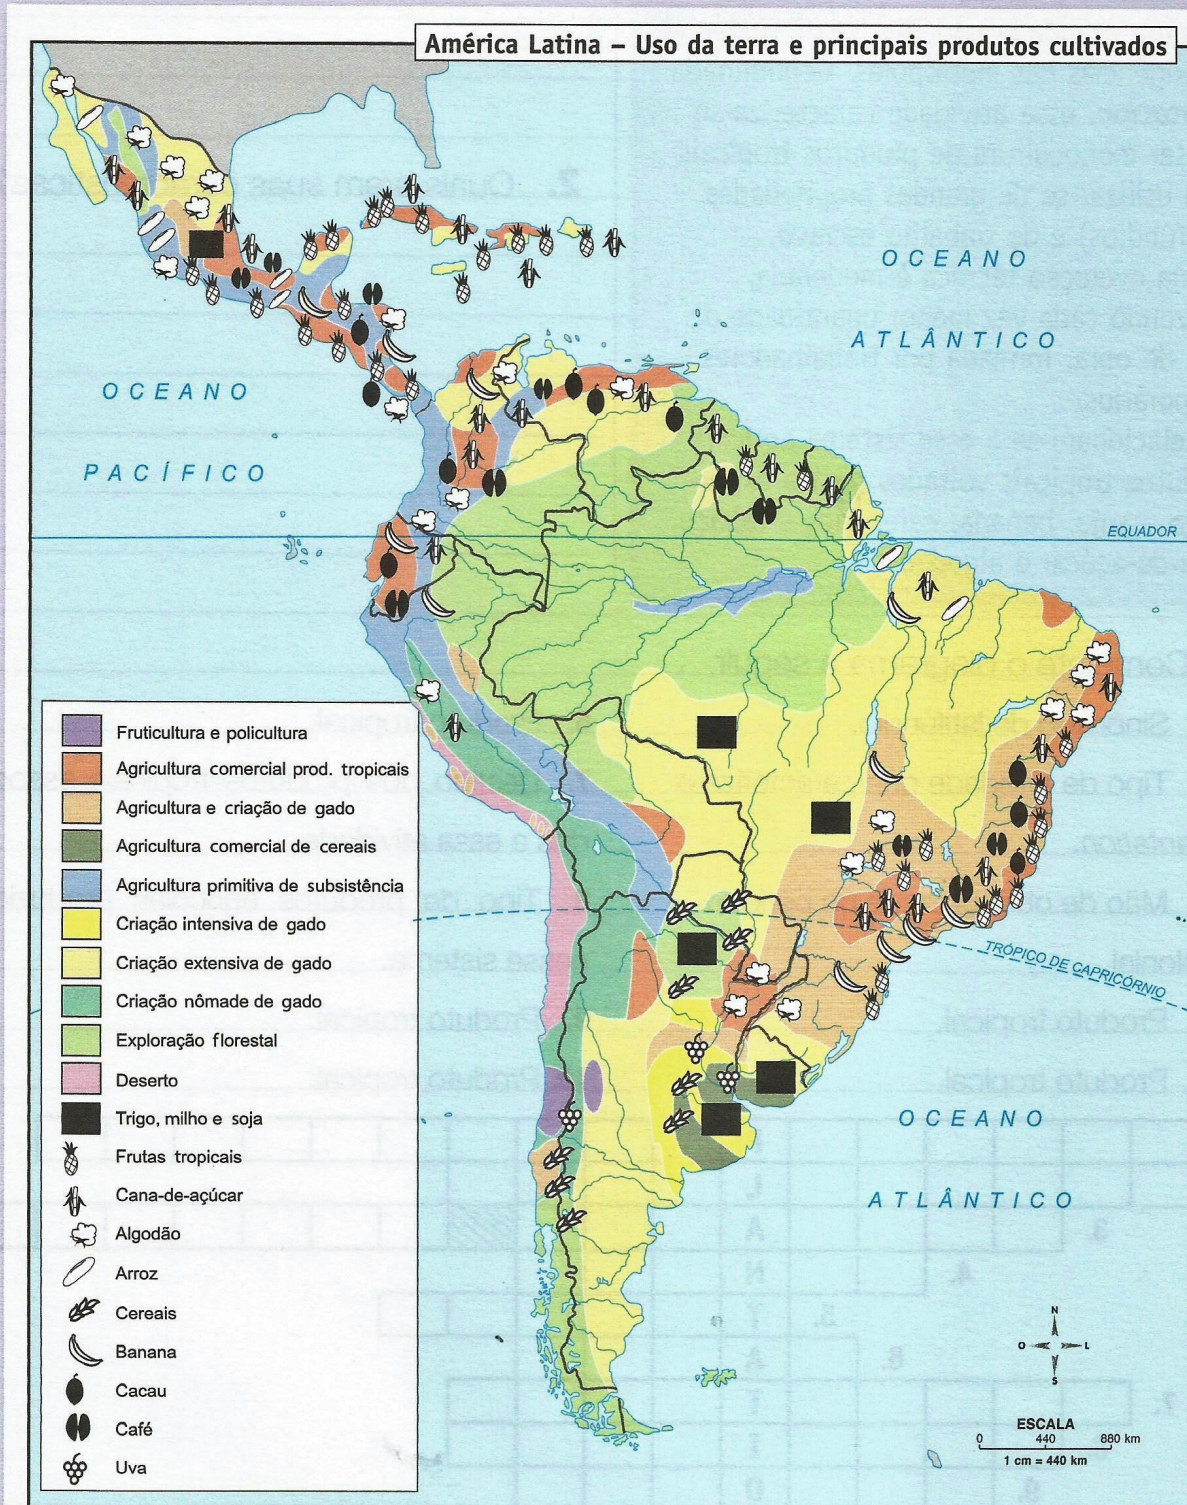 América Latina – Uso da terra e principais produtos cultivados
OCEANO
ATLÂNTICO
OCEANO
PACÍFICO
EQUADOR
TRÓPICO DE CAPRICÓRNIO
OCEANO
ATLÂNTICO
Fruticultura e policultura
Agricultura comercial prod. tropicais
Agricultura e criação de gado
Agricultura comercial de cereais
Agricultura primitiva de subsistência
Criação intensiva de gado
Criação extensiva de gado
Criação nômade de gado
Exploração florestal
Deserto
Trigo, milho e soja
Frutas tropicais
Cana-de-açúcar
Algodão
Arroz
Cereais
Banana
Cacau
Café
Uva
N
O
L
S
ESCALA
0 440 880 km
1 cm = 440 km